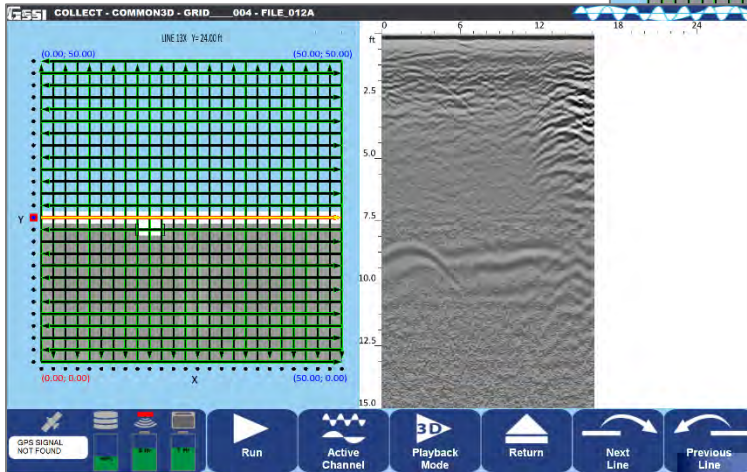 GSSI COLLECT - COMMON3D - GRID____004 - FILE_012A
LINE 13X Y= 24.00 ft
(0.00; 50.00) (50.00; 50.00)
Y
(0.00; 0.00) X (50.00; 0.00)
0 6 12 18 24
ft
2.5
5.0
7.5
10.0
12.5
15.0
GPS SIGNAL
NOT FOUND
Run
Active
Channel
3D
Playback
Mode
Return
Next
Line
Previous
Line